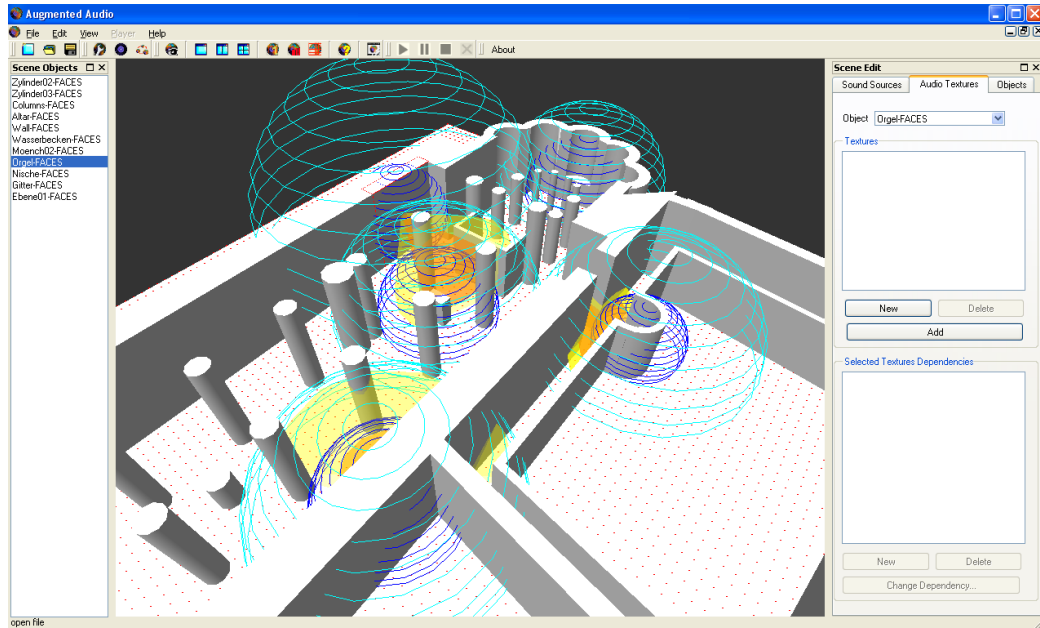 Augmented Audio
File Edit View Player Help
About
Scene Objects
Zylinder02-FACES
Zylinder03-FACES
Columns-FACES
Altar-FACES
Wall-FACES
Wasserbecken-FACES
Moench02-FACES
Orgel-FACES
Nische-FACES
Gitter-FACES
Ebene01-FACES
Scene Edit
Sound Sources Audio Textures Objects
Object Orgel-FACES
Textures
New Delete
Add
Selected Textures Dependencies
New Delete
Change Dependency...
open file